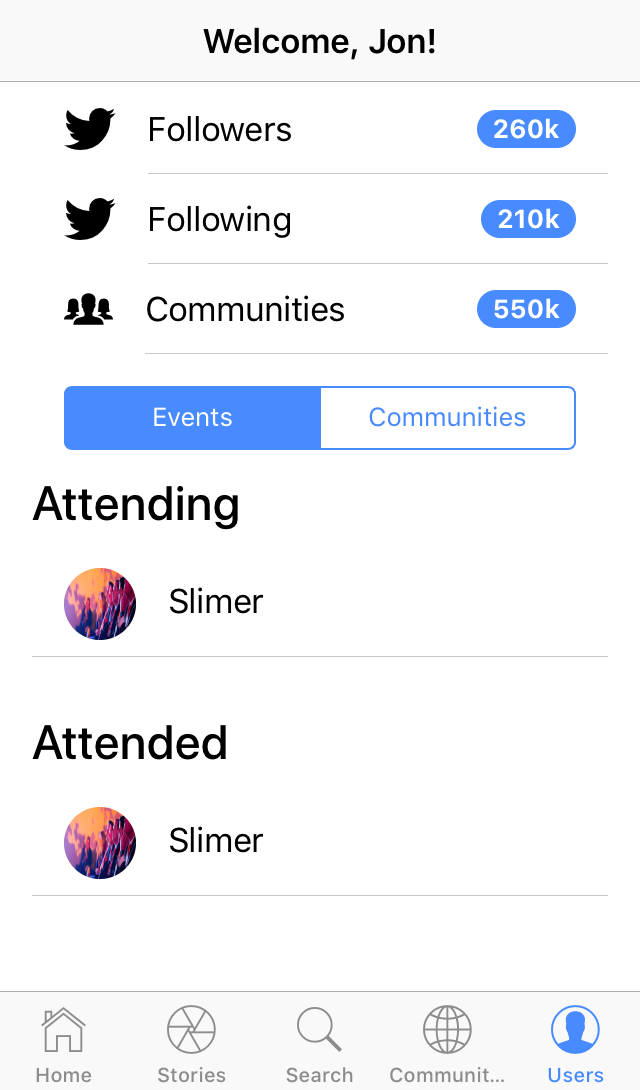 Welcome, Jon!
Followers 260k
Following 210k
Communities 550k
Events Communities
Attending
Slimer
Attended
Slimer
Home Stories Search Communit... Users